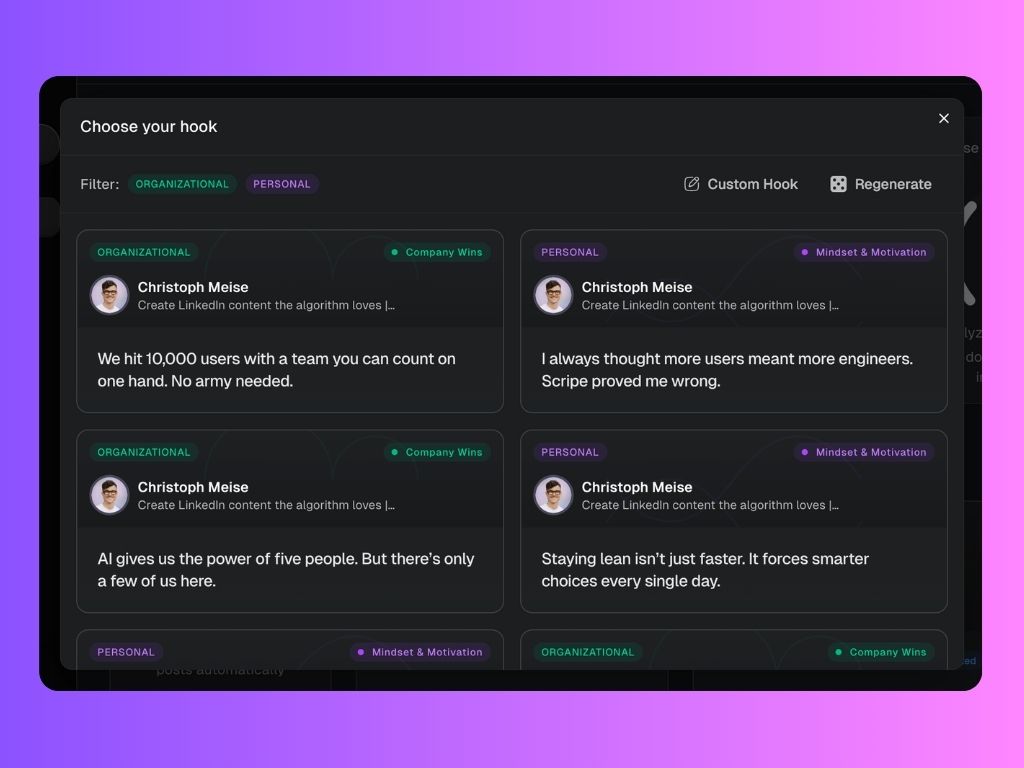 Choose your hook
Filter: ORGANIZATIONAL PERSONAL
Custom Hook Regenerate
ORGANIZATIONAL Company Wins
Christoph Meise
Create LinkedIn content the algorithm loves |…
We hit 10,000 users with a team you can count on
one hand. No army needed.
PERSONAL Mindset & Motivation
Christoph Meise
Create LinkedIn content the algorithm loves |…
I always thought more users meant more engineers.
Scripe proved me wrong.
ORGANIZATIONAL Company Wins
Christoph Meise
Create LinkedIn content the algorithm loves |…
AI gives us the power of five people. But there’s only
a few of us here.
PERSONAL Mindset & Motivation
Christoph Meise
Create LinkedIn content the algorithm loves |…
Staying lean isn’t just faster. It forces smarter
choices every single day.
PERSONAL Mindset & Motivation
ORGANIZATIONAL Company Wins
posts automatically